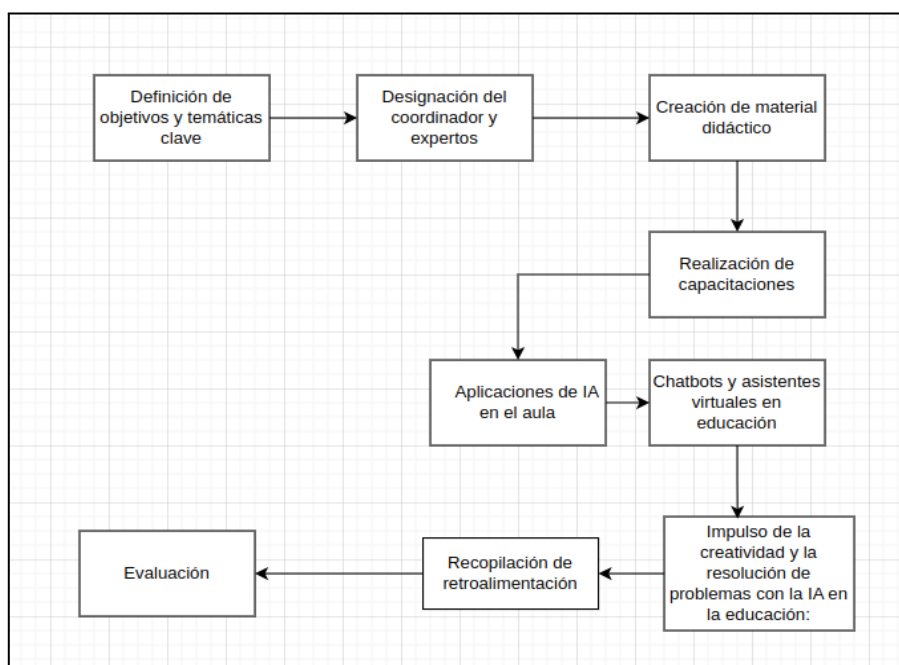 Definición de
objetivos y temáticas
clave
Designación del
coordinador y
expertos
Creación de material
didáctico
Realización de
capacitaciones
Aplicaciones de IA
en el aula
Chatbots y asistentes
virtuales en
educación
Impulso de la
creatividad y la
resolución de
problemas con la IA en
la educación:
Recopilación de
retroalimentación
Evaluación